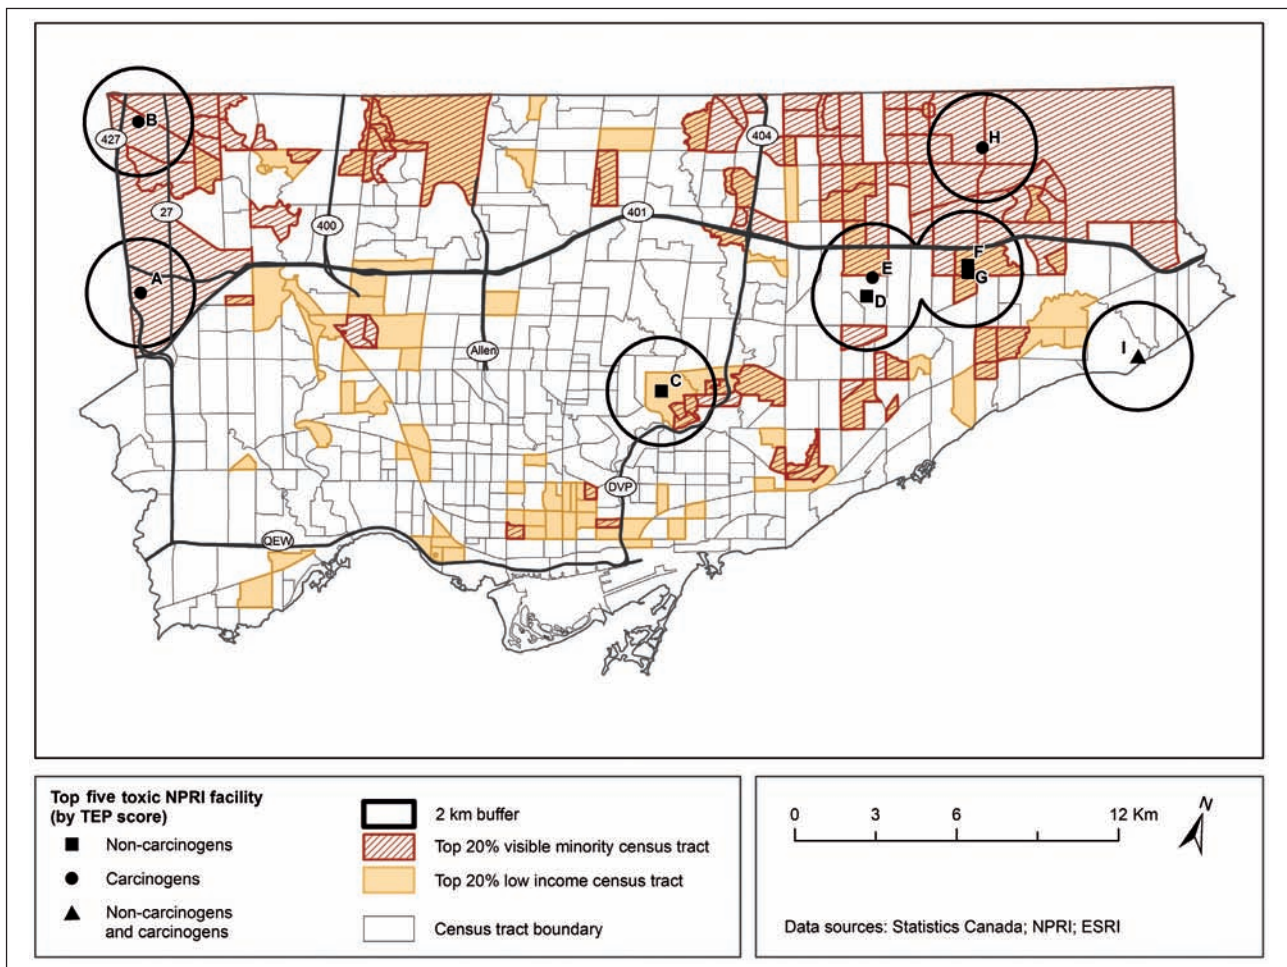 B
427
H
404
27
401
400
F
A
E
G
D
I
Allen
C
DVP
QEW
Top five toxic NPRI facility
(by TEP score)
Non-carcinogens
Carcinogens
Non-carcinogens
and carcinogens
2 km buffer
Top 20% visible minority census tract
Top 20% low income census tract
Census tract boundary
0 3 6 12 Km
N
Data sources: Statistics Canada; NPRI; ESRI